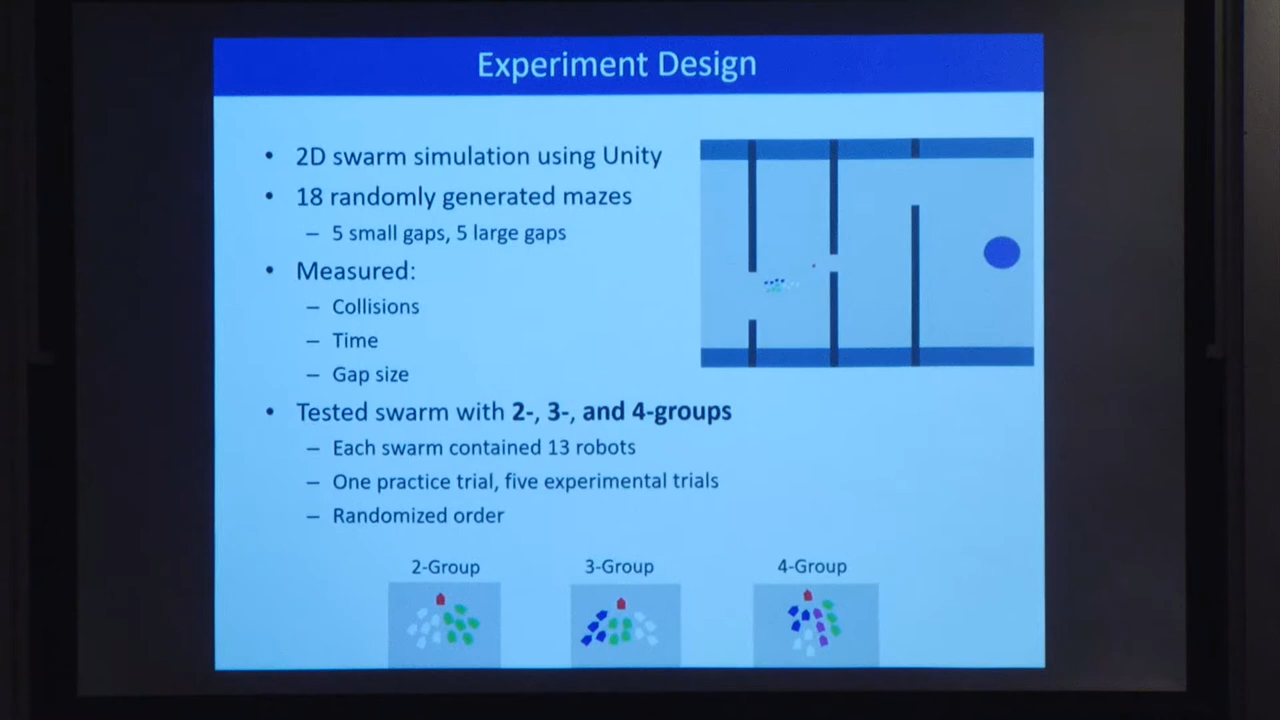 Experiment Design
• 2D swarm simulation using Unity
• 18 randomly generated mazes
– 5 small gaps, 5 large gaps
• Measured:
– Collisions
– Time
– Gap size
• Tested swarm with 2-, 3-, and 4-groups
– Each swarm contained 13 robots
– One practice trial, five experimental trials
– Randomized order
2-Group 3-Group 4-Group